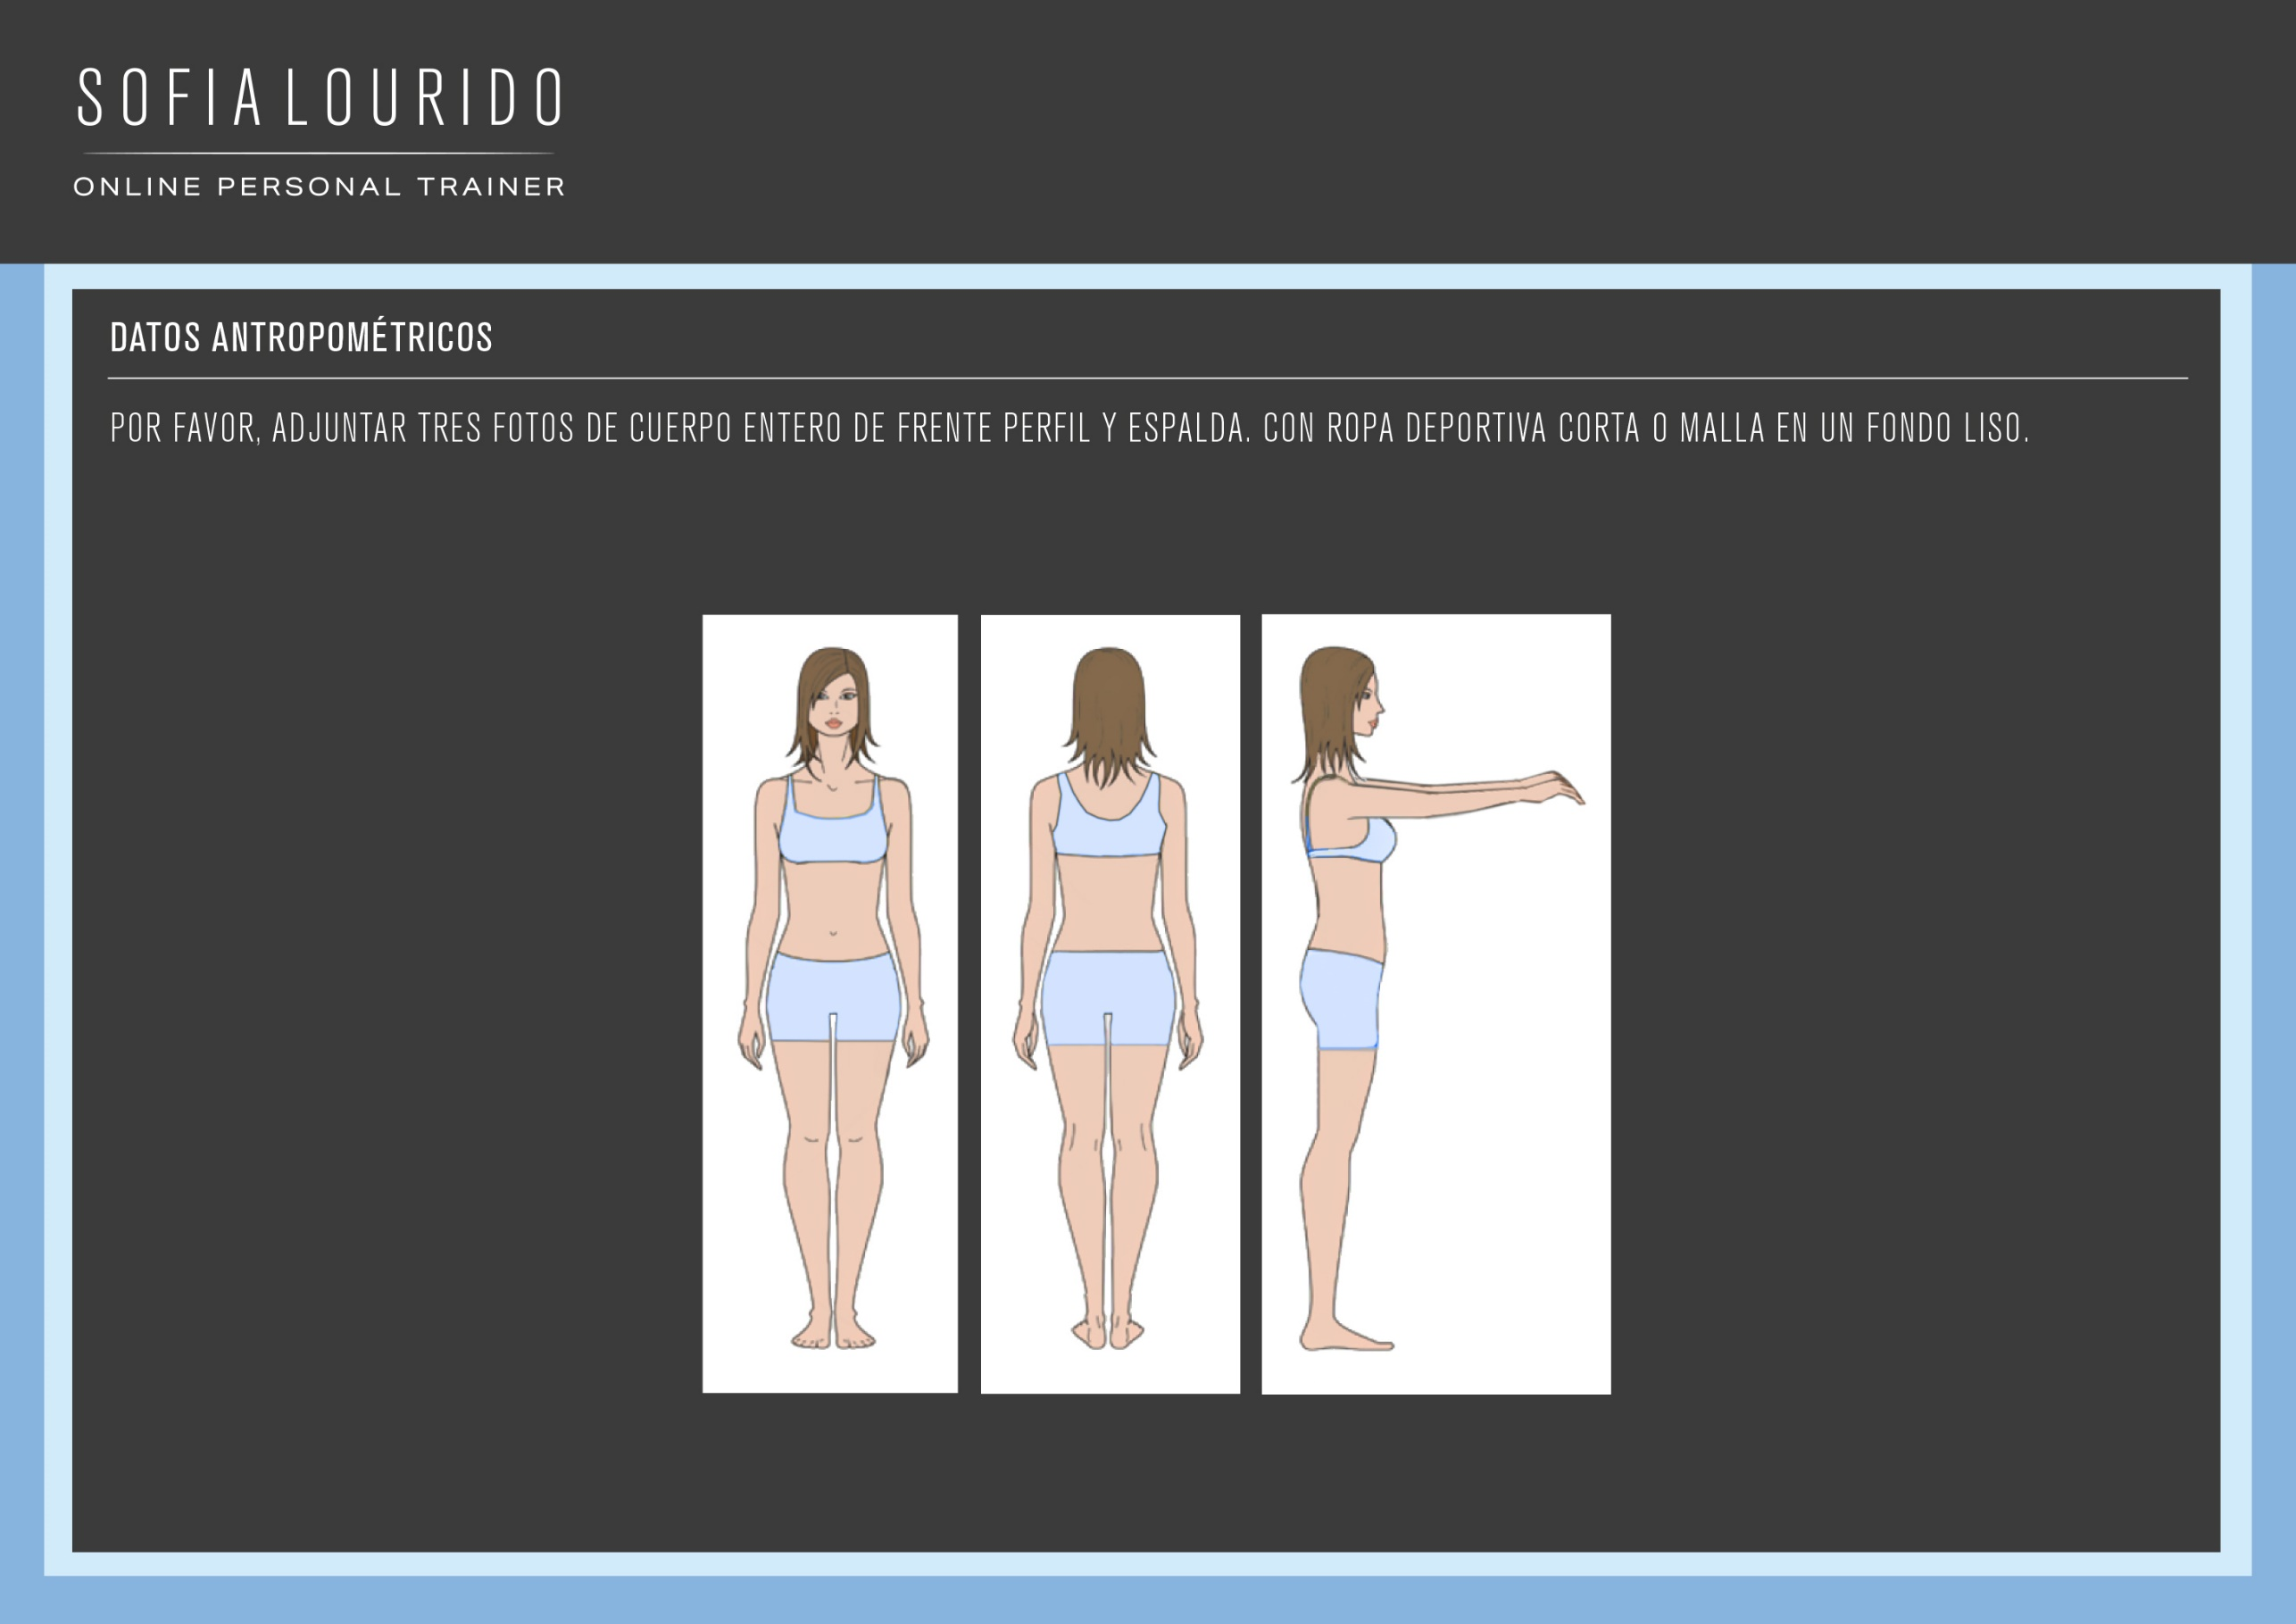 SOFIA LOURIDO
ONLINE PERSONAL TRAINER
DATOS ANTROPOMÉTRICOS
POR FAVOR, ADJUNTAR TRES FOTOS DE CUERPO ENTERO DE FRENTE PERFIL Y ESPALDA. CON ROPA DEPORTIVA CORTA O MALLA EN UN FONDO LISO.